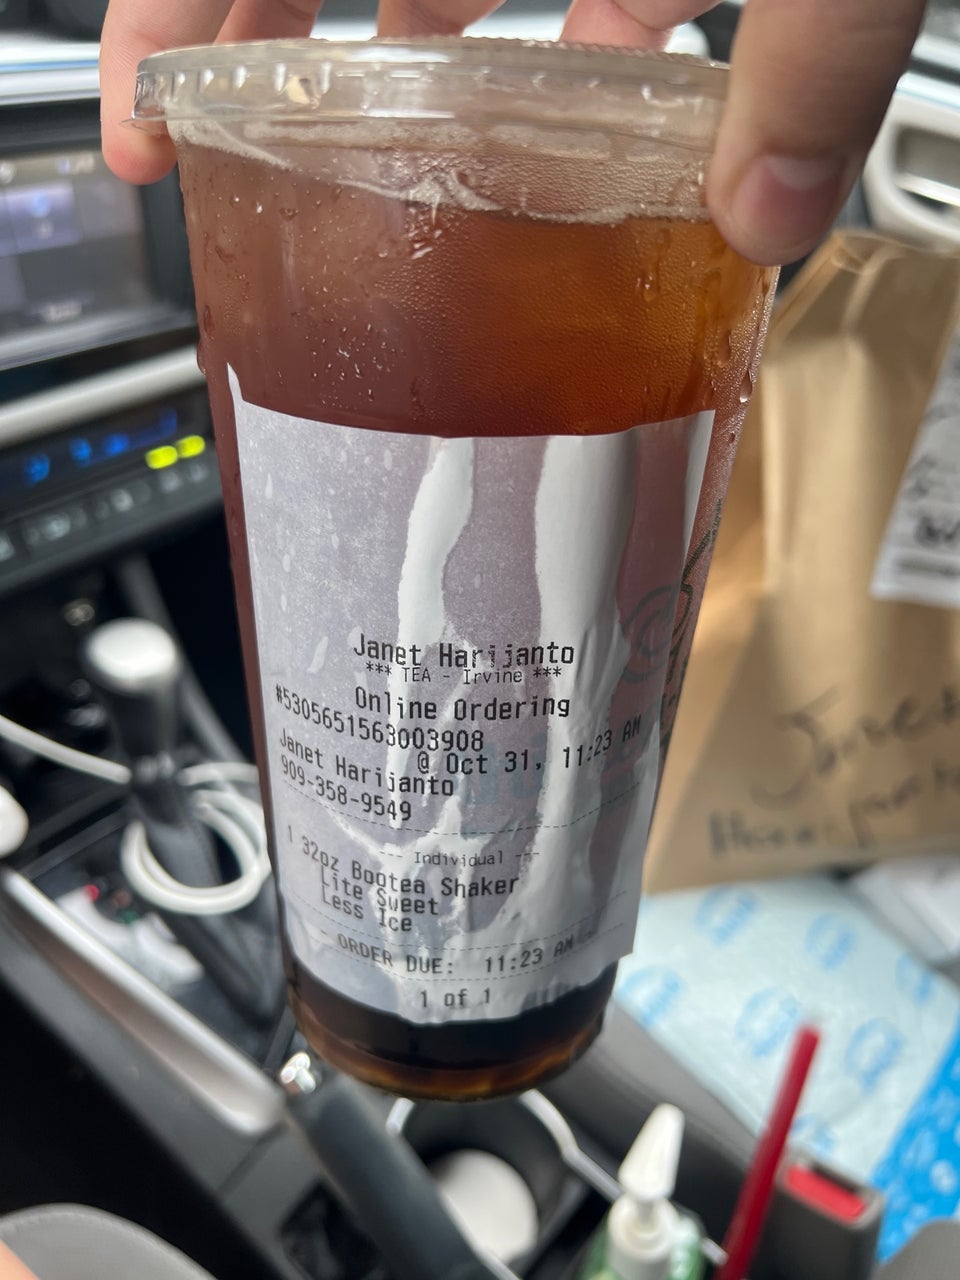 Janet Harijanto
*** TEA - Irvine ***
Online Ordering
#5305651563003908
@ Oct 31, 11:23 AM
Janet Harijanto
909-358-9549
--- Individual ---
1 32oz Bogtea Shaker
Lite Sweet
Less Ice
ORDER DUE: 11:23 AM
1 of 1